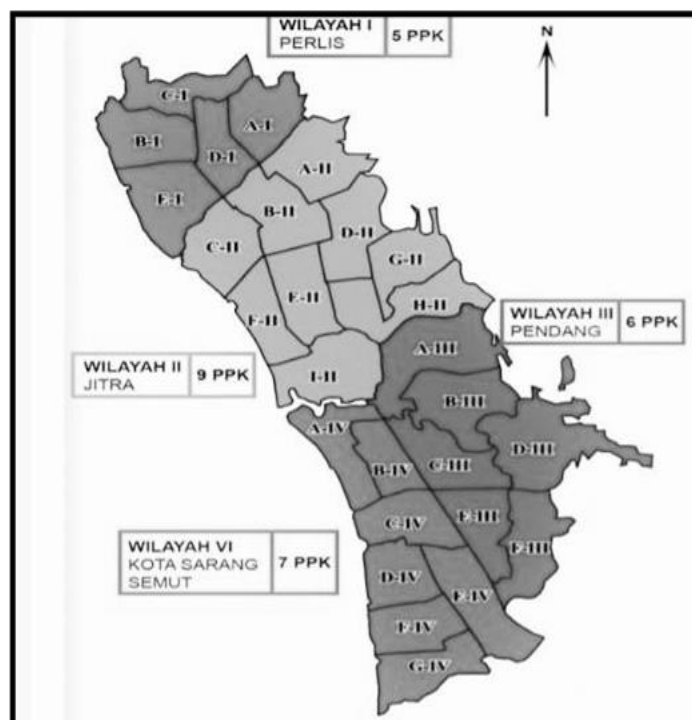 WILAYAH I
PERLIS
5 PPK
N
C-I
A-I
B-I
D-I
E-I
A-II
B-II
D-II
C-II
G-II
E-II
H-II
F-II
WILAYAH III
PENDANG
6 PPK
A-III
I-II
WILAYAH II
JITRA
9 PPK
B-III
A-IV
D-III
C-III
B-IV
E-III
C-IV
F-III
WILAYAH VI
KOTA SARANG
SEMUT
7 PPK
D-IV
E-IV
F-IV
G-IV